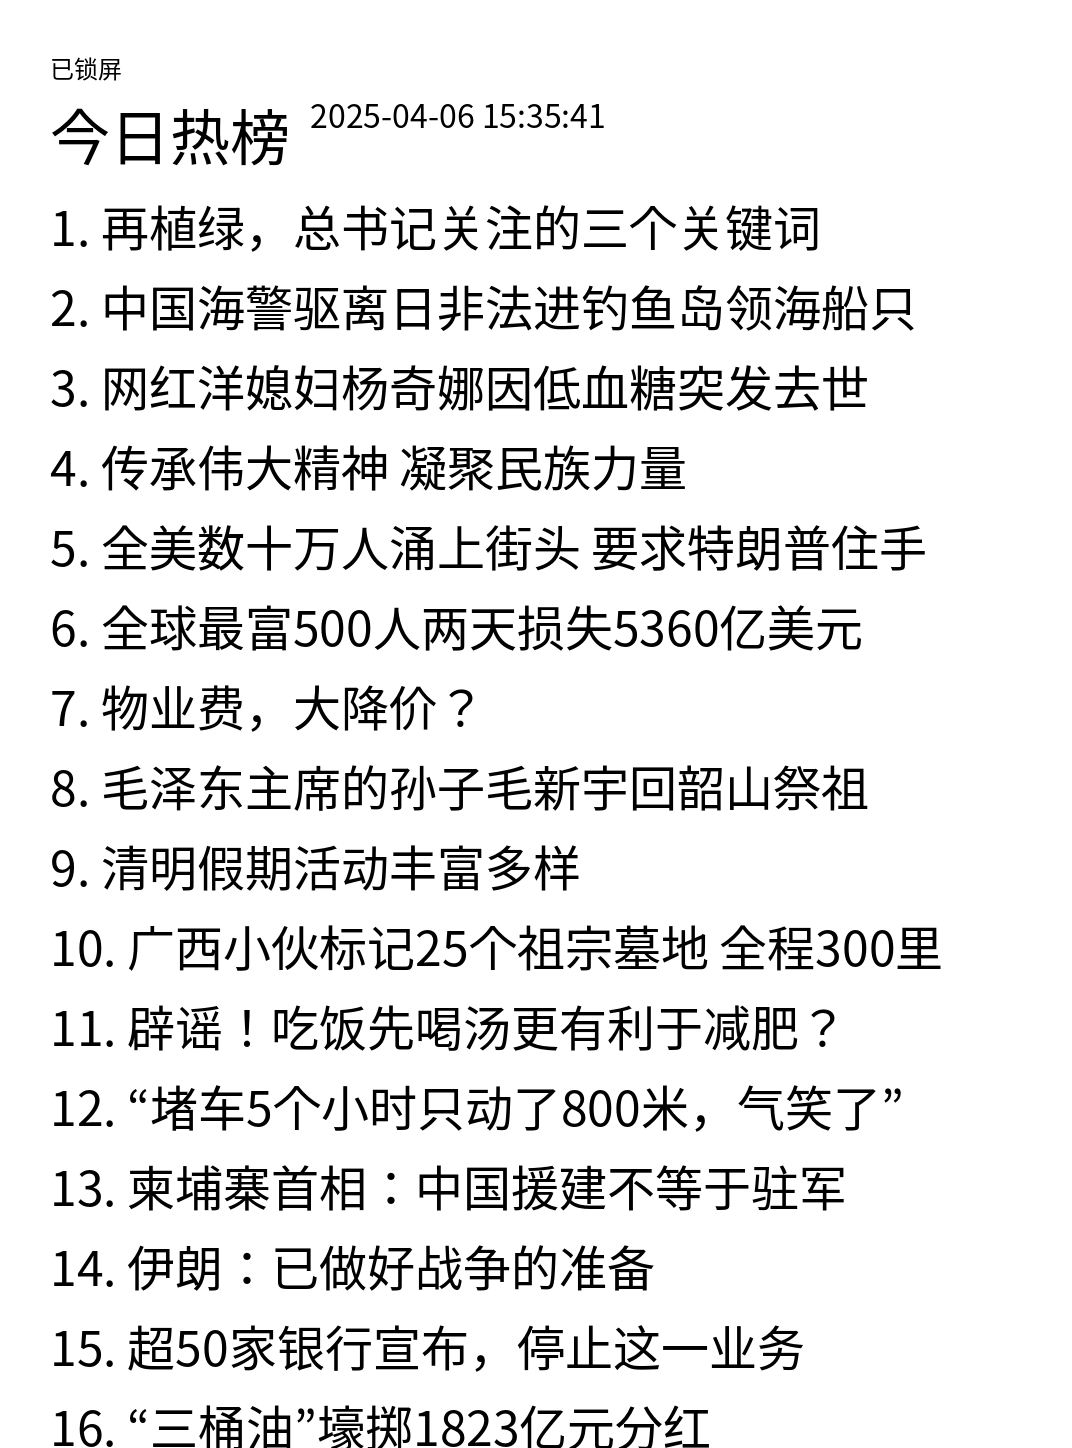 已锁屏
今日热榜 2025-04-06 15:35:41
1. 再植绿，总书记关注的三个关键词
2. 中国海警驱离日非法进钓鱼岛领海船只
3. 网红洋媳妇杨奇娜因低血糖突发去世
4. 传承伟大精神 凝聚民族力量
5. 全美数十万人涌上街头 要求特朗普住手
6. 全球最富500人两天损失5360亿美元
7. 物业费，大降价？
8. 毛泽东主席的孙子毛新宇回韶山祭祖
9. 清明假期活动丰富多样
10. 广西小伙标记25个祖宗墓地 全程300里
11. 辟谣！吃饭先喝汤更有利于减肥？
12. “堵车5个小时只动了800米，气笑了”
13. 柬埔寨首相：中国援建不等于驻军
14. 伊朗：已做好战争的准备
15. 超50家银行宣布，停止这一业务
16. “三桶油”壕掷1823亿元分红